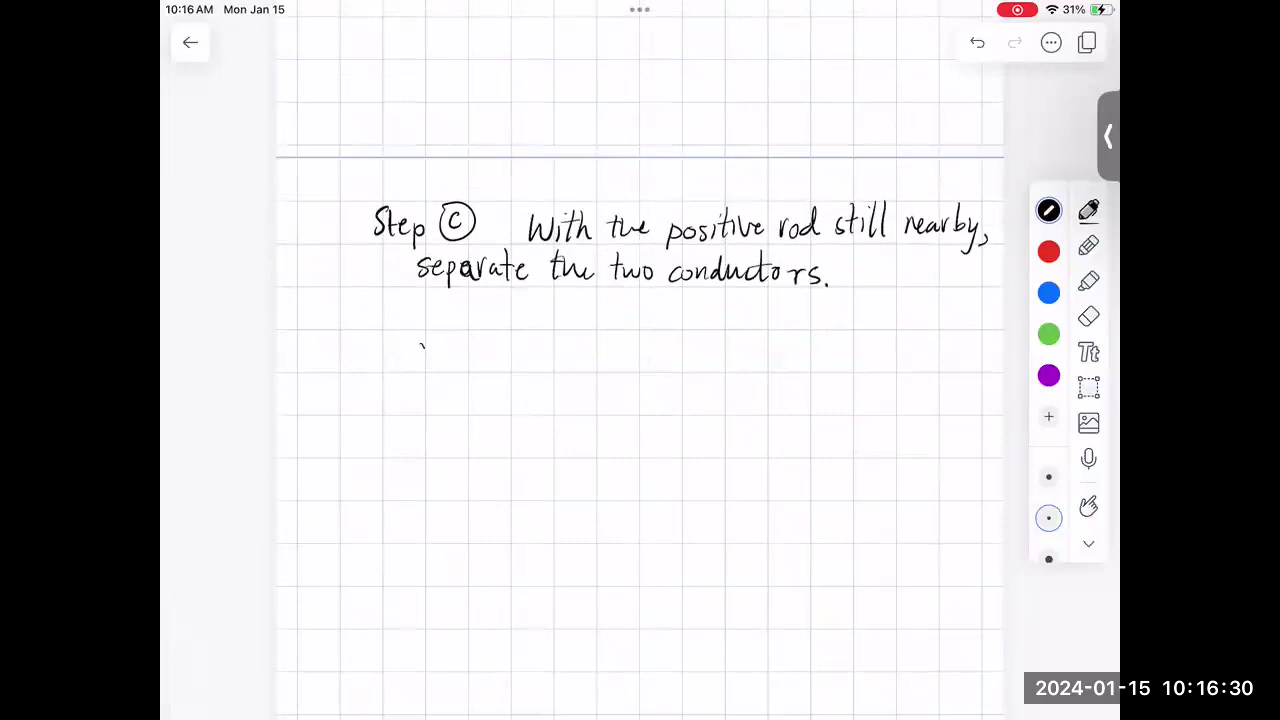 10:16 AM Mon Jan 15
31%
Step C With the positive rod still nearby,
separate the two conductors.
Tt
2024-01-15 10:16:30